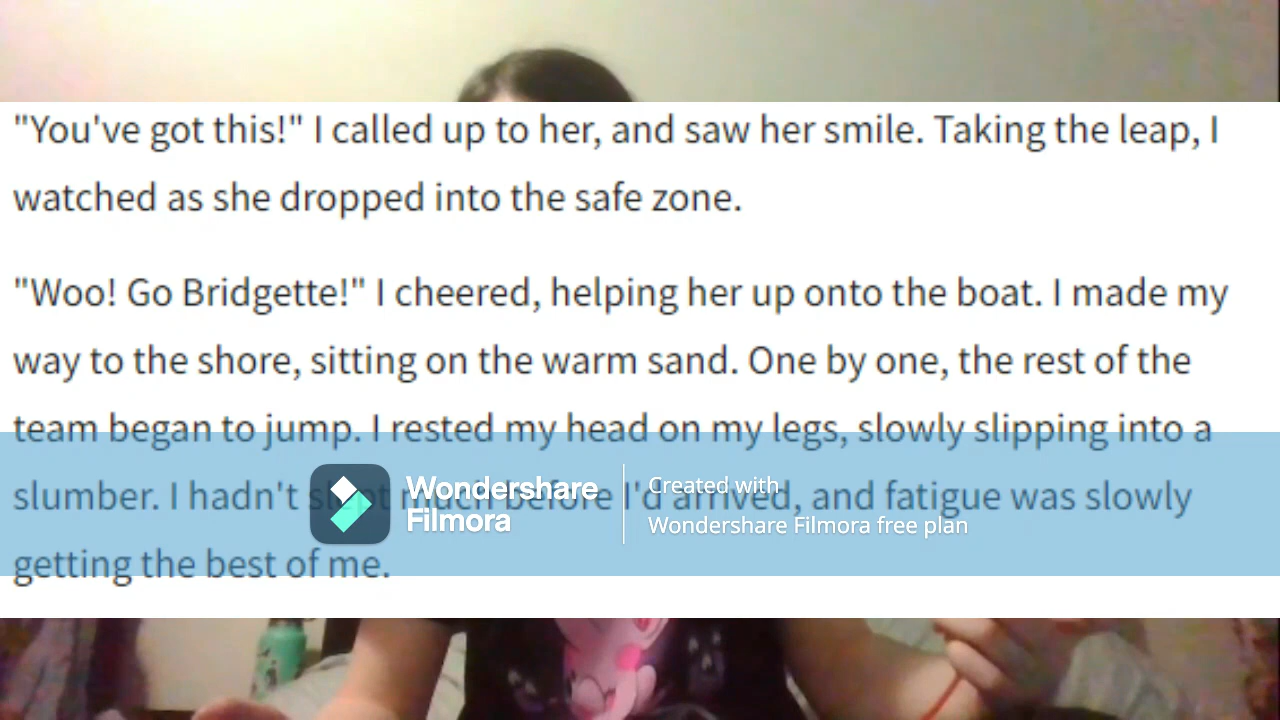 "You've got this!" I called up to her, and saw her smile. Taking the leap, I
watched as she dropped into the safe zone.
"Woo! Go Bridgette!" I cheered, helping her up onto the boat. I made my
way to the shore, sitting on the warm sand. One by one, the rest of the
team began to jump. I rested my head on my legs, slowly slipping into a
slumber. I hadn't slept much before I'd arrived, and fatigue was slowly
getting the best of me.
Wondershare
Filmora
Created with
Wondershare Filmora free plan